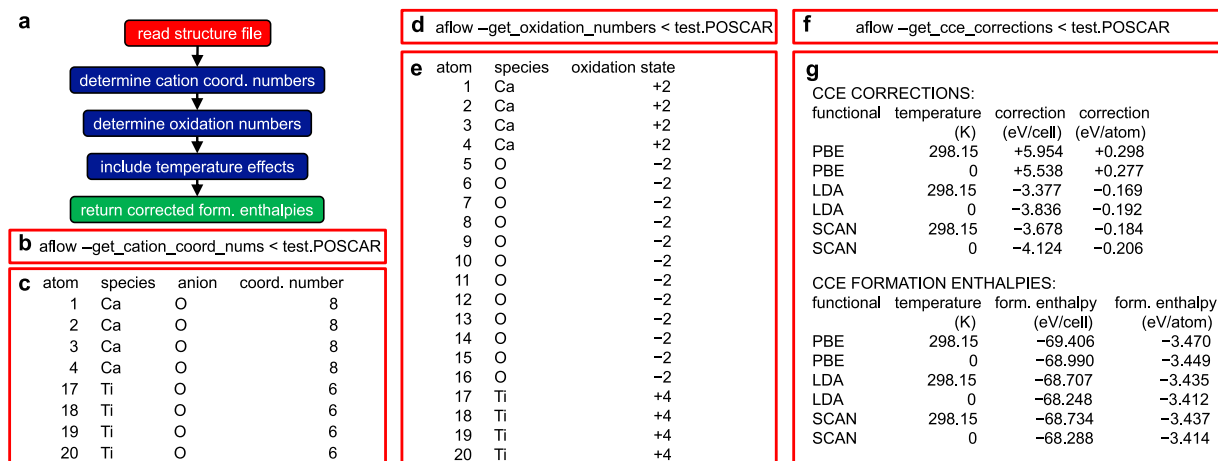 a
read structure file
determine cation coord. numbers
determine oxidation numbers
include temperature effects
return corrected form. enthalpies
b aflow −get_cation_coord_nums < test.POSCAR
c atom species anion coord. number
1 Ca O 8
2 Ca O 8
3 Ca O 8
4 Ca O 8
17 Ti O 6
18 Ti O 6
19 Ti O 6
20 Ti O 6
d aflow −get_oxidation_numbers < test.POSCAR
e atom species oxidation state
1 Ca +2
2 Ca +2
3 Ca +2
4 Ca +2
5 O −2
6 O −2
7 O −2
8 O −2
9 O −2
10 O −2
11 O −2
12 O −2
13 O −2
14 O −2
15 O −2
16 O −2
17 Ti +4
18 Ti +4
19 Ti +4
20 Ti +4
f aflow −get_cce_corrections < test.POSCAR
g
CCE CORRECTIONS:
functional temperature correction correction
(K) (eV/cell) (eV/atom)
PBE 298.15 +5.954 +0.298
PBE 0 +5.538 +0.277
LDA 298.15 −3.377 −0.169
LDA 0 −3.836 −0.192
SCAN 298.15 −3.678 −0.184
SCAN 0 −4.124 −0.206
CCE FORMATION ENTHALPIES:
functional temperature form. enthalpy form. enthalpy
(K) (eV/cell) (eV/atom)
PBE 298.15 −69.406 −3.470
PBE 0 −68.990 −3.449
LDA 298.15 −68.707 −3.435
LDA 0 −68.248 −3.412
SCAN 298.15 −68.734 −3.437
SCAN 0 −68.288 −3.414